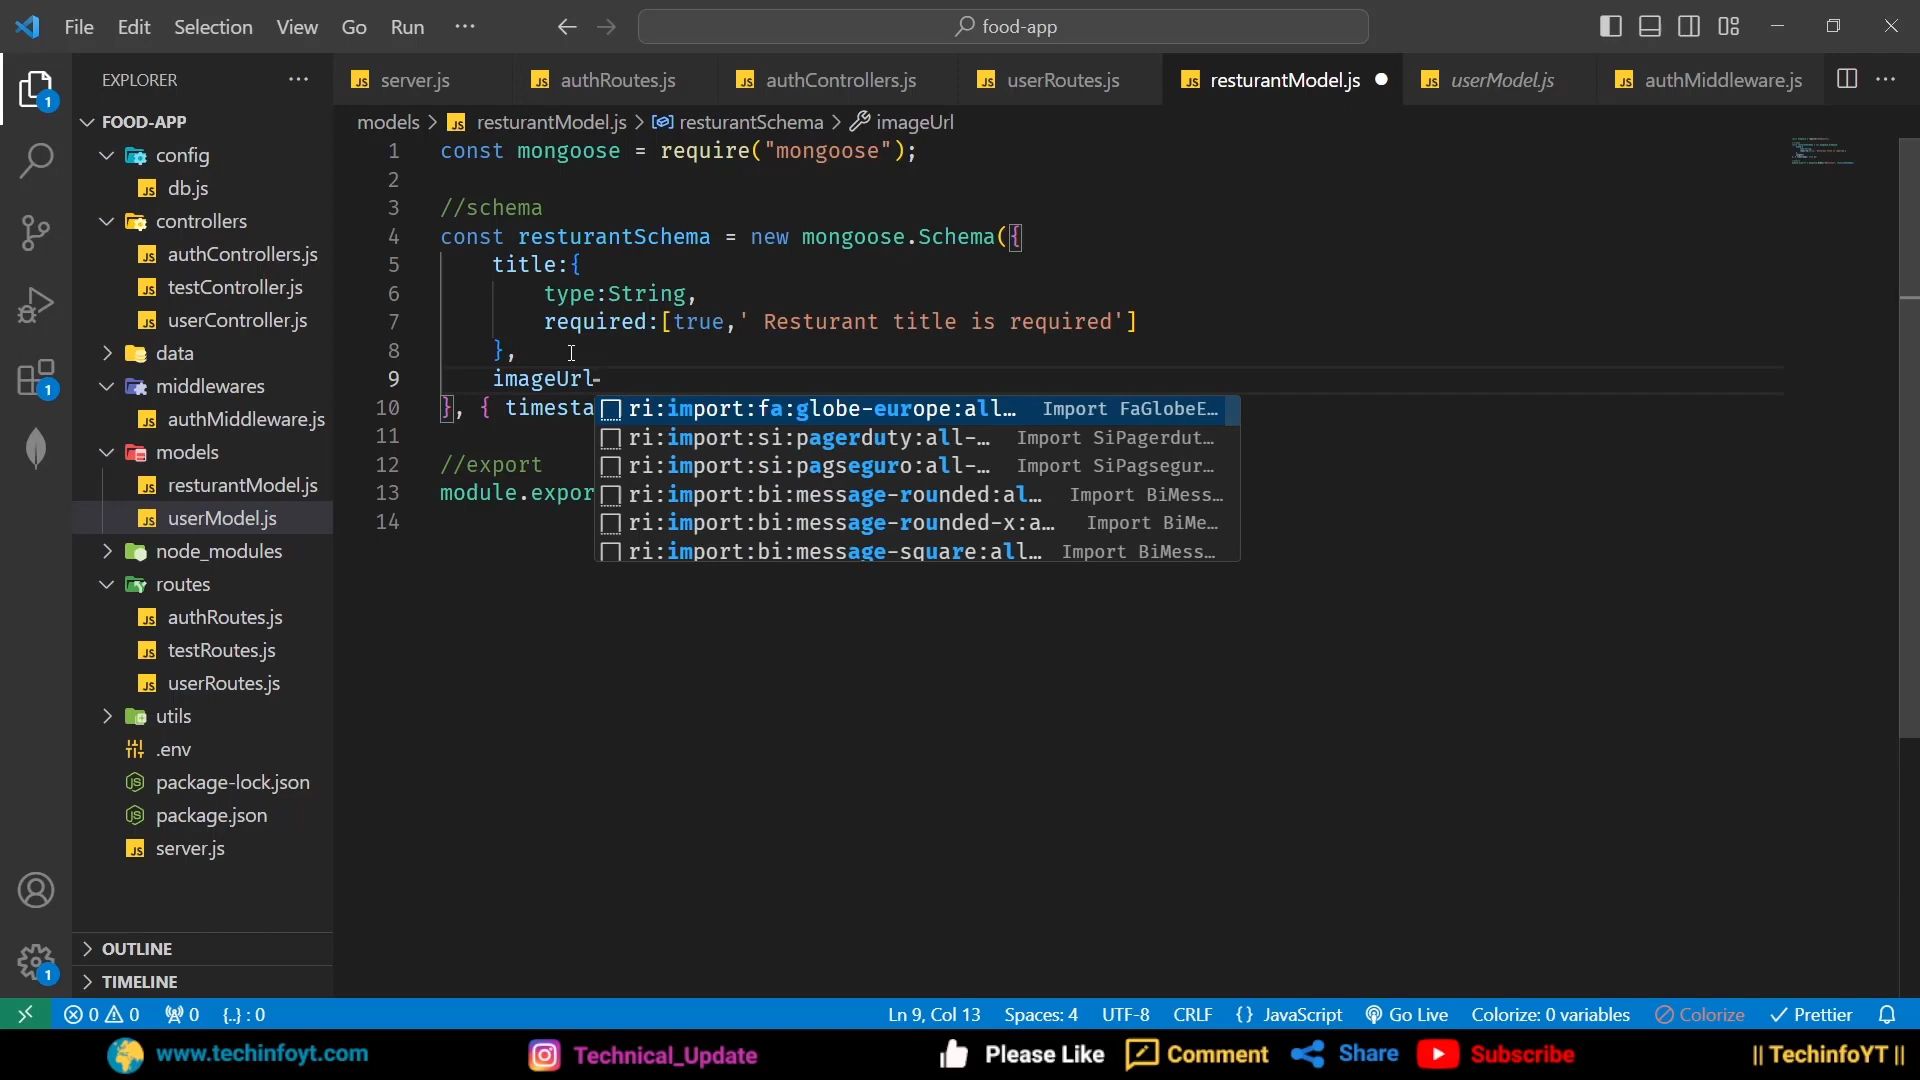 File Edit Selection View Go Run ··· food-app
EXPLORER ···
server.js authRoutes.js authControllers.js userRoutes.js resturantModel.js userModel.js authMiddleware.js ···
models > resturantModel.js > resturantSchema > imageUrl
FOOD-APP
config
db.js
controllers
authControllers.js
testController.js
userController.js
data
middlewares
authMiddleware.js
models
resturantModel.js
userModel.js
node_modules
routes
authRoutes.js
testRoutes.js
userRoutes.js
utils
.env
package-lock.json
package.json
server.js
OUTLINE
TIMELINE
1 const mongoose = require("mongoose");
2
3 //schema
4 const resturantSchema = new mongoose.Schema({
5 title:{
6 type:String,
7 required:[true,' Resturant title is required']
8 },
9 imageUrl
10 }, { timesta
11
12 //export
13 module.expor
14
ri:import:fa:globe-europe:all… Import FaGlobeE…
ri:import:si:pagerduty:all-… Import SiPagerdut…
ri:import:si:pagseguro:all-… Import SiPagsegur…
ri:import:bi:message-rounded:al… Import BiMess…
ri:import:bi:message-rounded-x:a… Import BiMe…
ri:import:bi:message-square:all… Import BiMess…
1
1
1
0 0 0 {..} : 0 Ln 9, Col 13 Spaces: 4 UTF-8 CRLF {} JavaScript Go Live Colorize: 0 variables Colorize Prettier
www.techinfoyt.com Technical_Update Please Like Comment Share Subscribe || TechinfoYT ||